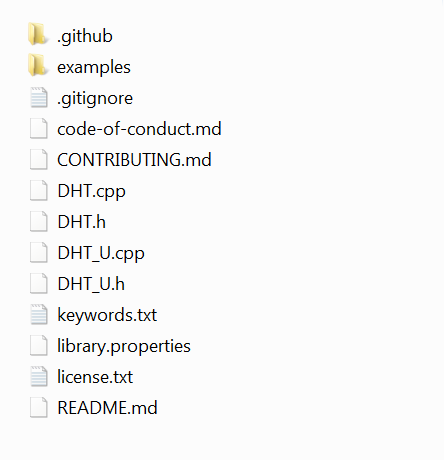 .github
examples
.gitignore
code-of-conduct.md
CONTRIBUTING.md
DHT.cpp
DHT.h
DHT_U.cpp
DHT_U.h
keywords.txt
library.properties
license.txt
README.md